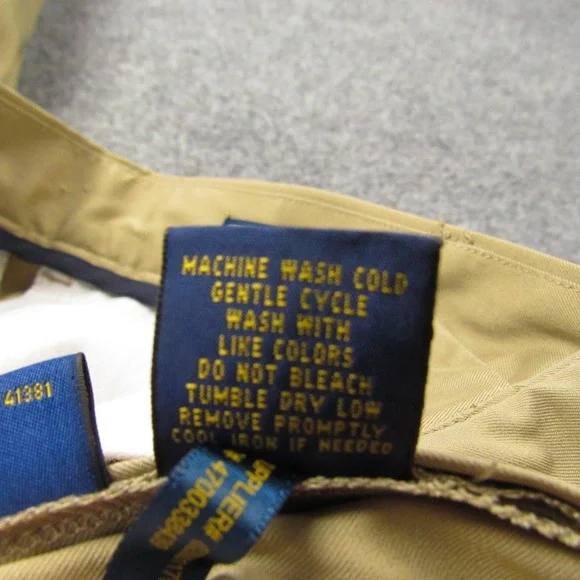 MACHINE WASH COLD
GENTLE CYCLE
WASH WITH
LIKE COLORS
DO NOT BLEACH
TUMBLE DRY LOW
REMOVE PROMPTLY
COOL IRON IF NEEDED
41381